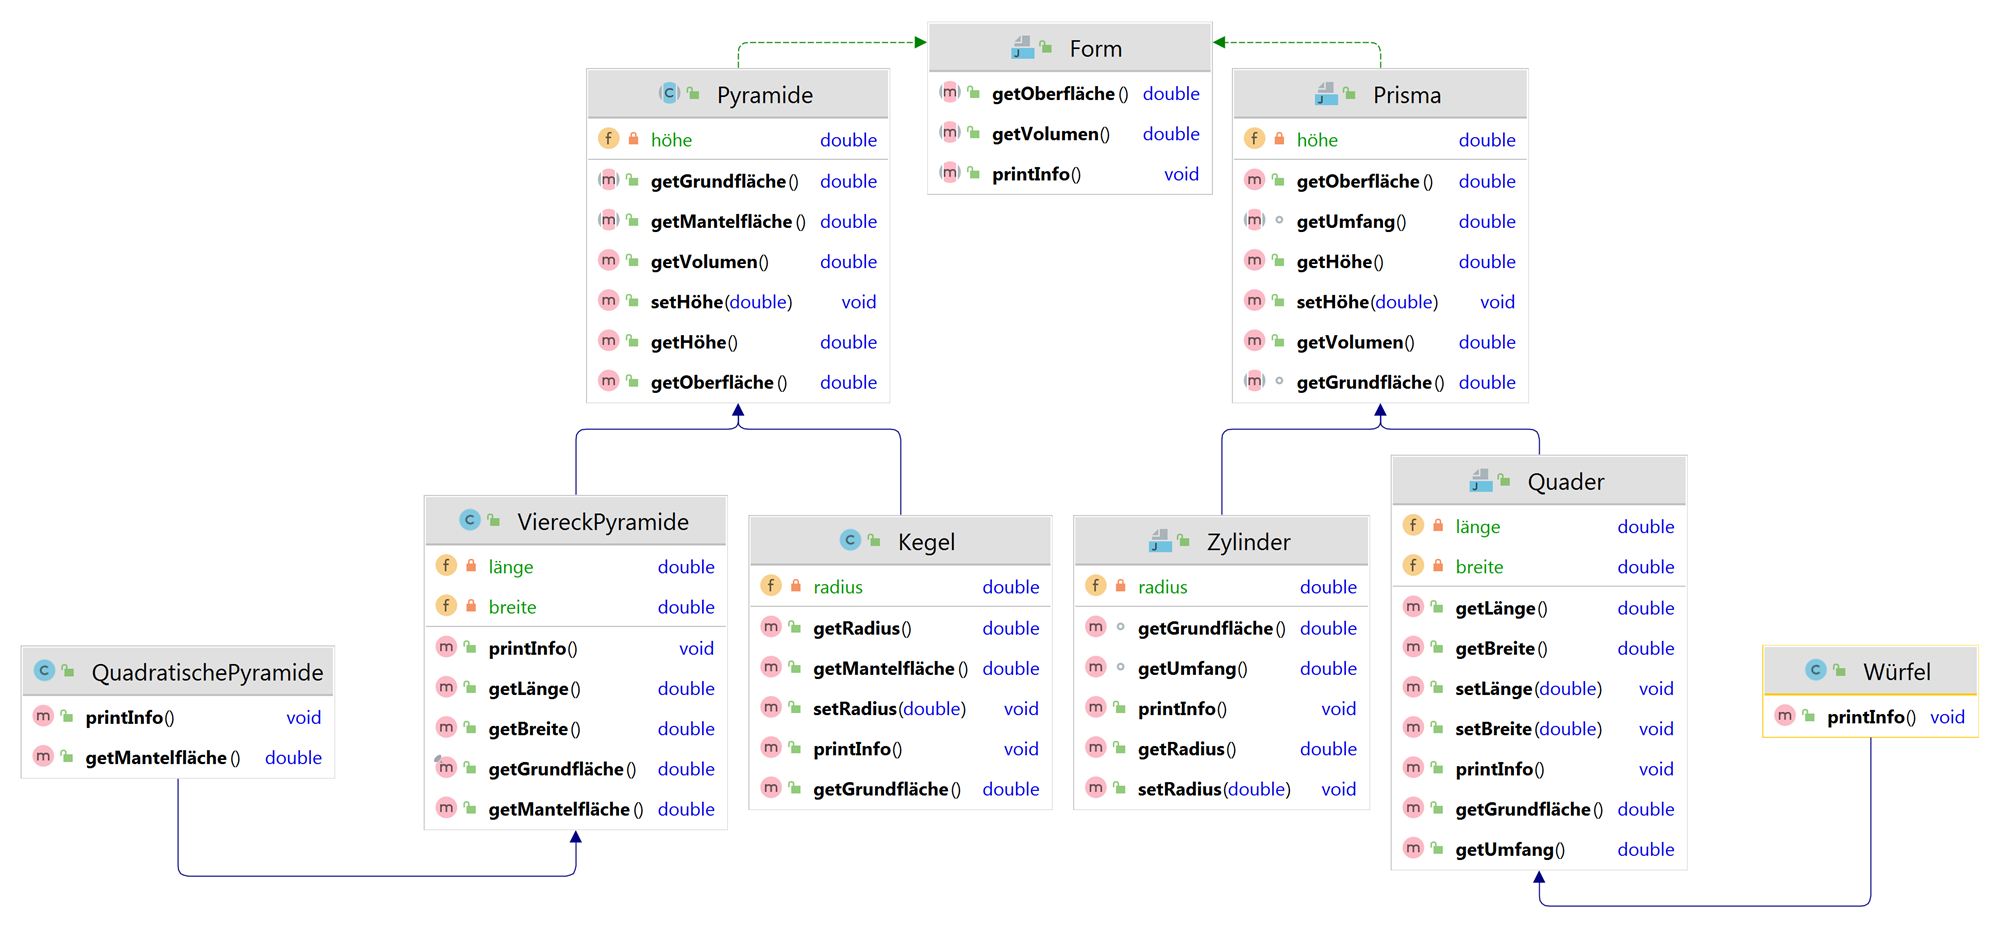 Form
getOberfläche() double
getVolumen() double
printInfo() void
Pyramide
höhe double
getGrundfläche() double
getMantelfläche() double
getVolumen() double
setHöhe(double) void
getHöhe() double
getOberfläche() double
Prisma
höhe double
getOberfläche() double
getUmfang() double
getHöhe() double
setHöhe(double) void
getVolumen() double
getGrundfläche() double
QuadratischePyramide
printInfo() void
getMantelfläche() double
ViereckPyramide
länge double
breite double
printInfo() void
getLänge() double
getBreite() double
getGrundfläche() double
getMantelfläche() double
Kegel
radius double
getRadius() double
getMantelfläche() double
setRadius(double) void
printInfo() void
getGrundfläche() double
Zylinder
radius double
getGrundfläche() double
getUmfang() double
printInfo() void
getRadius() double
setRadius(double) void
Quader
länge double
breite double
getLänge() double
getBreite() double
setLänge(double) void
setBreite(double) void
printInfo() void
getGrundfläche() double
getUmfang() double
Würfel
printInfo() void